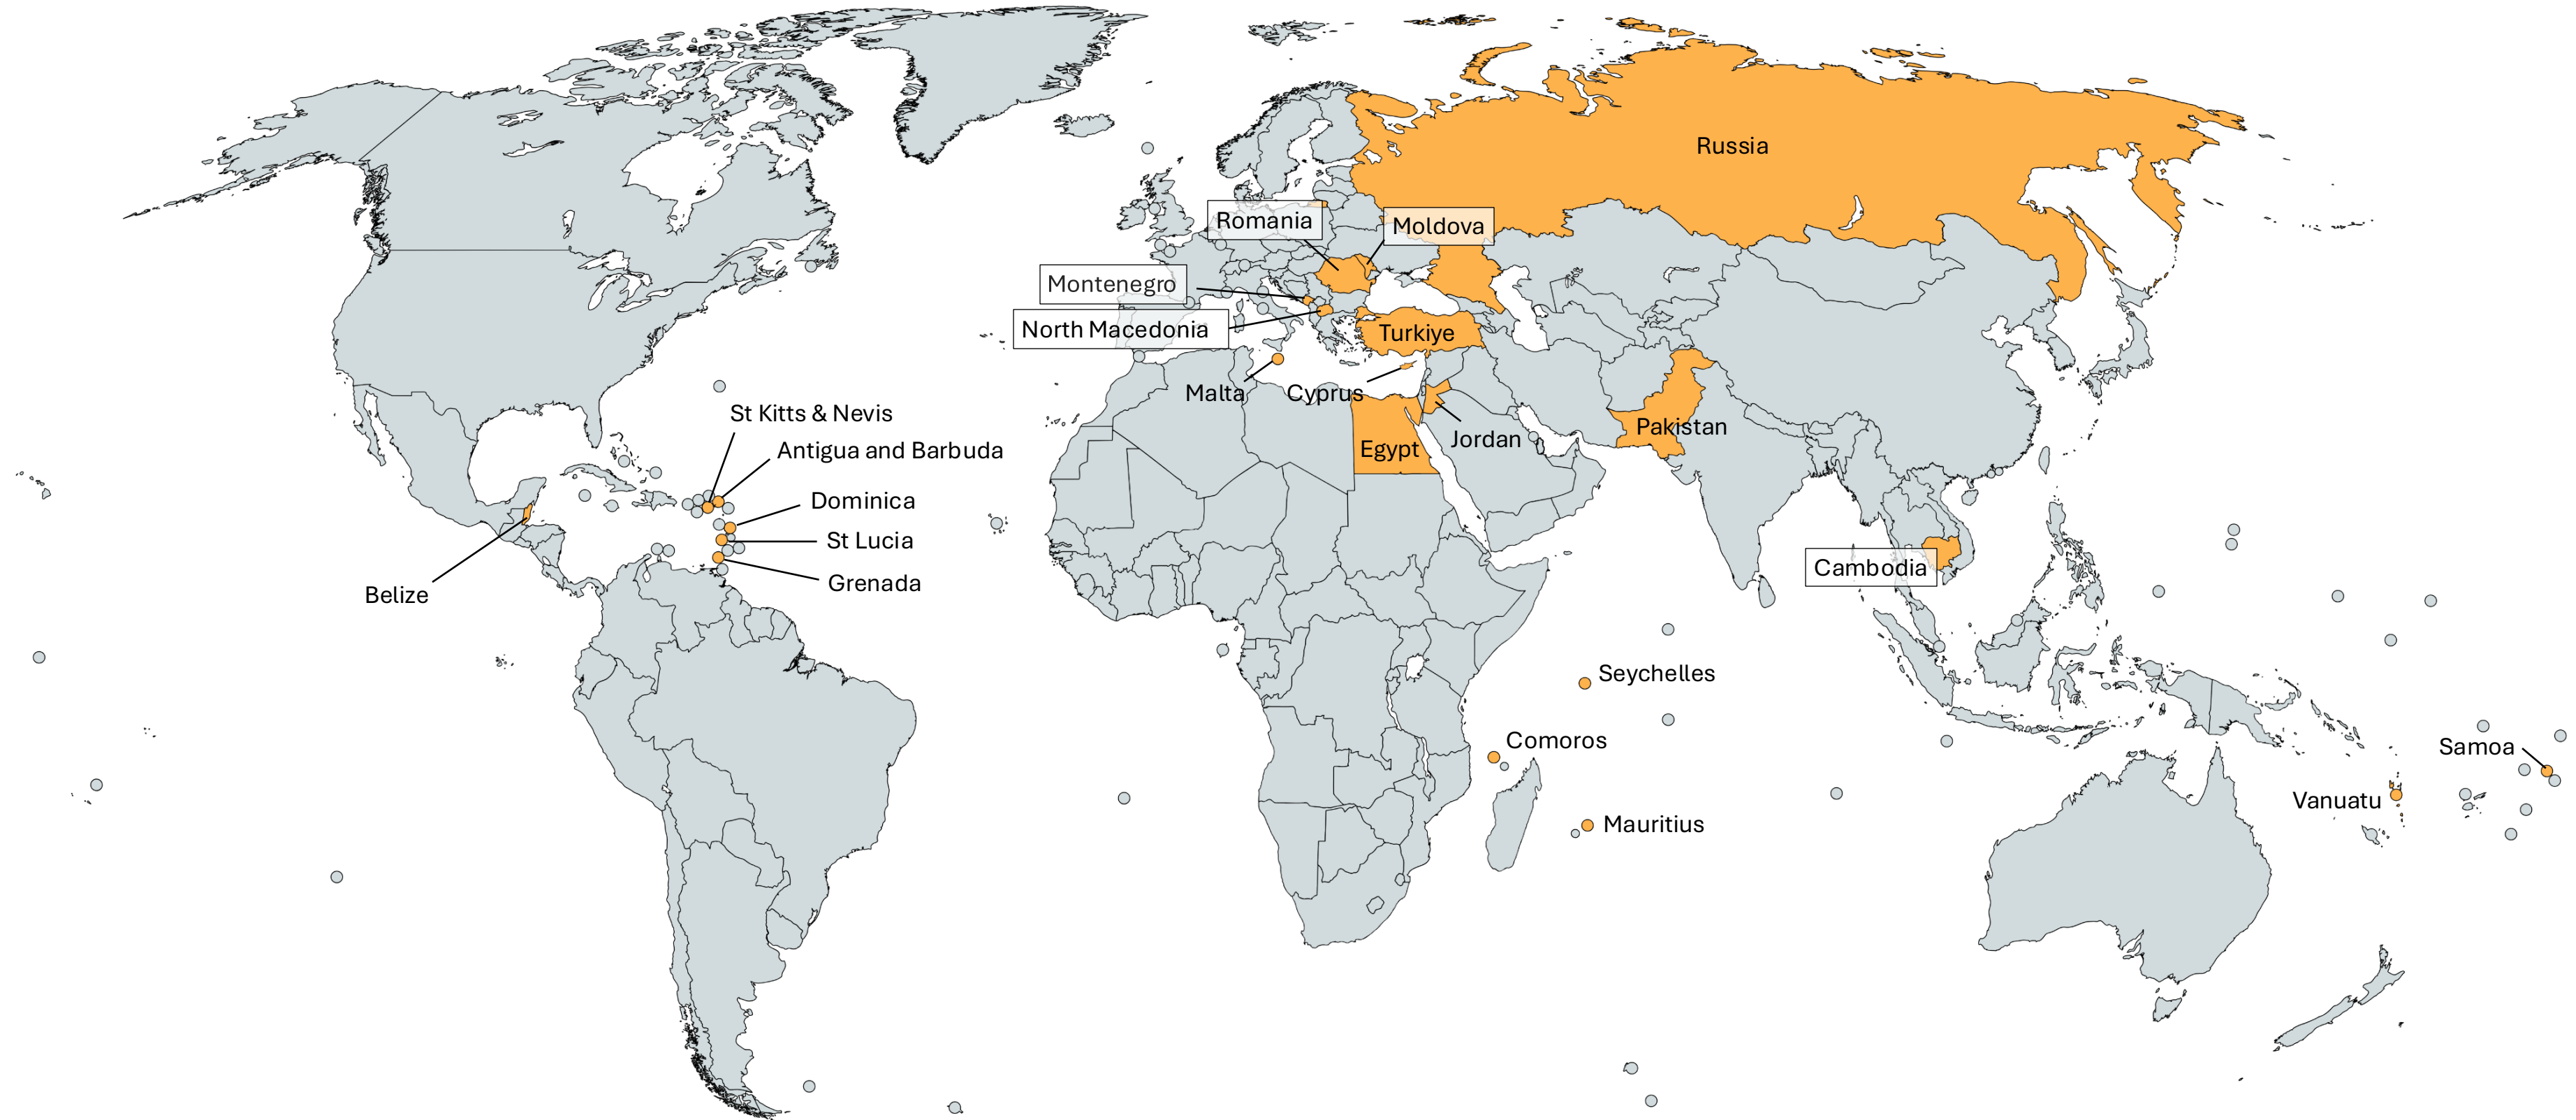 Russia
Romania
Moldova
Montenegro
North Macedonia
Turkiye
Malta
Cyprus
St Kitts & Nevis
Antigua and Barbuda
Egypt
Jordan
Pakistan
Dominica
St Lucia
Grenada
Belize
Cambodia
Seychelles
Comoros
Samoa
Vanuatu
Mauritius